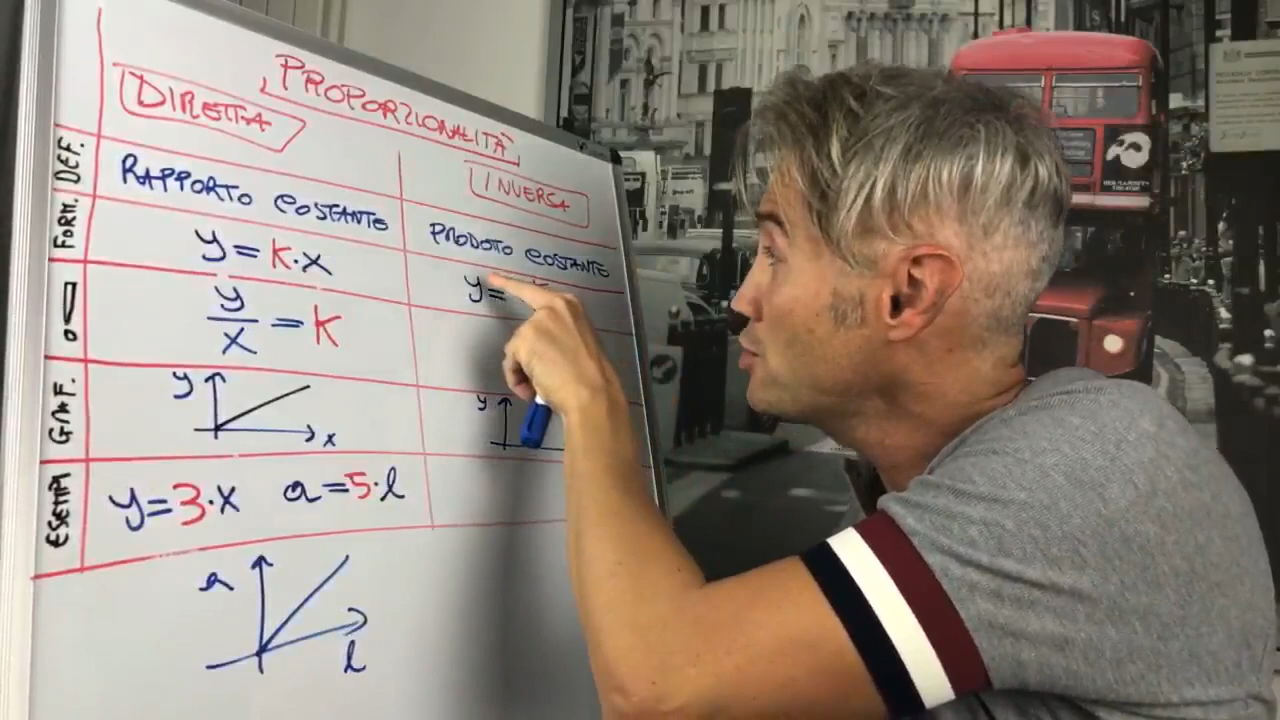 PROPORZIONALITÀ
DIRETTA
INVERSA
DEF.
RAPPORTO COSTANTE
PRODOTTO COSTANTE
FORM.
y=k·x
y=
y/x=k
GRAF.
y
x
y
ESEMPI
y=3·x a=5·l
a
l